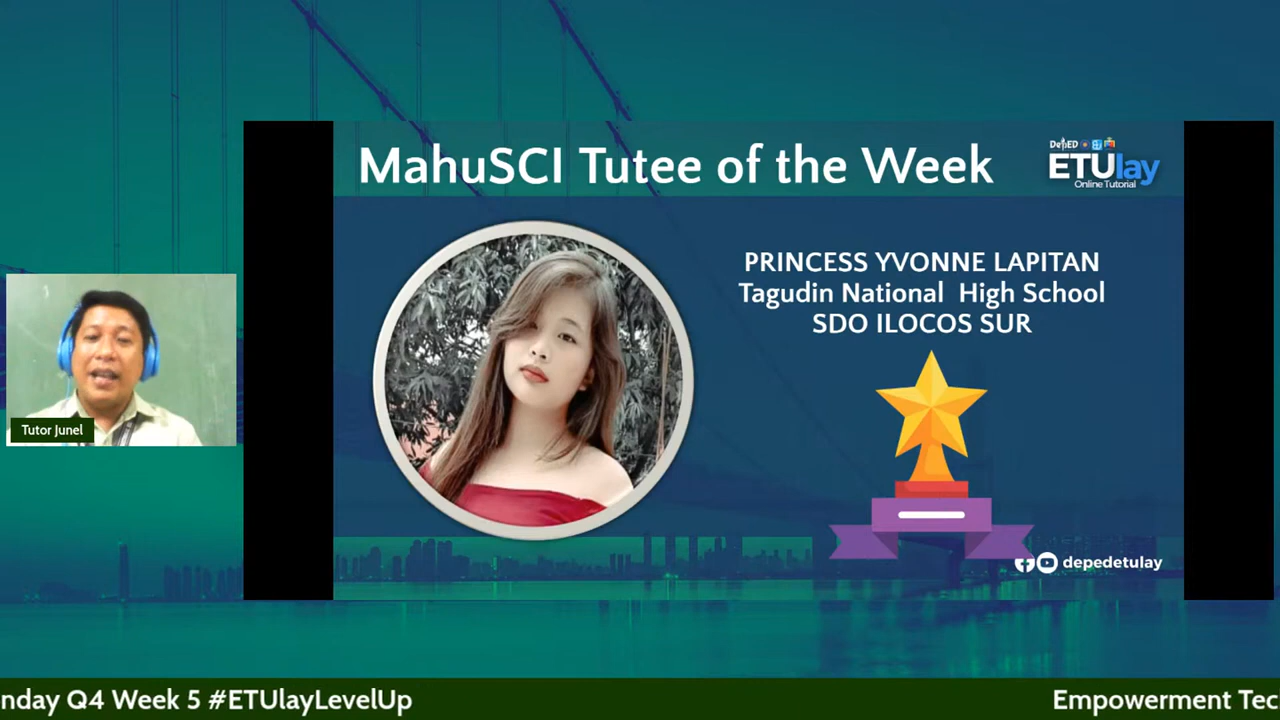 MahuSCI Tutee of the Week
DepED
ETUlay
Online Tutorial
PRINCESS YVONNE LAPITAN
Tagudin National High School
SDO ILOCOS SUR
Tutor Junel
depedetulay
nday Q4 Week 5 #ETUlayLevelUp
Empowerment Tec